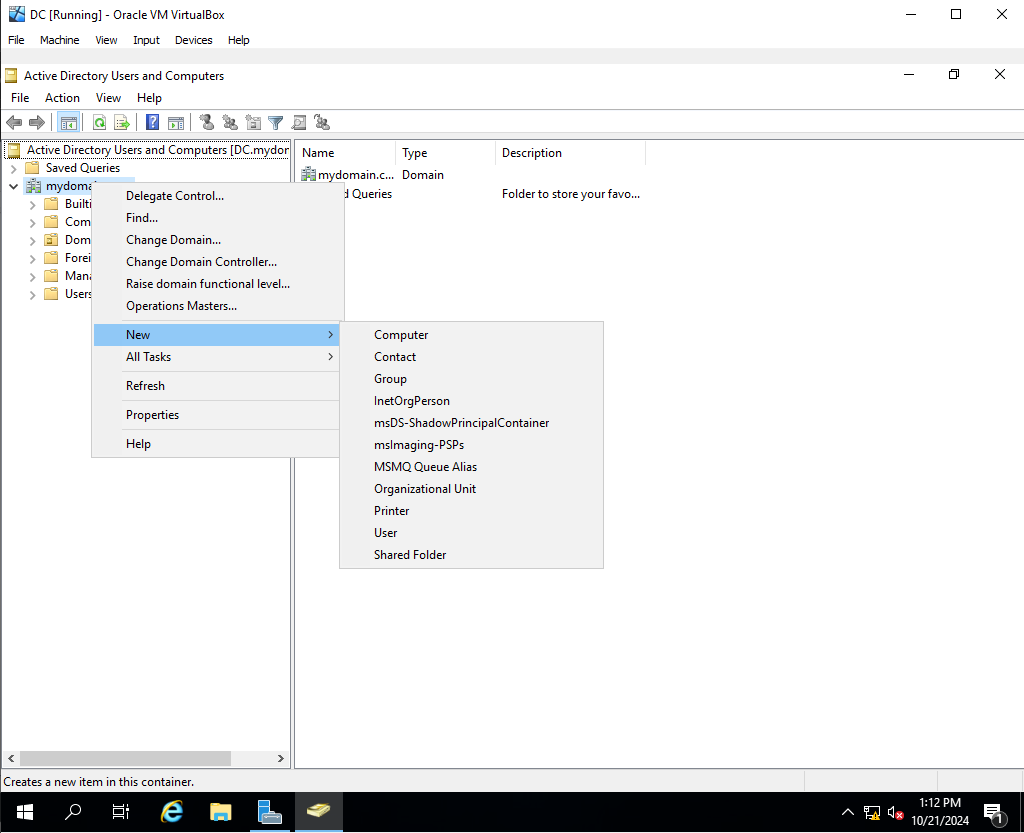 DC [Running] - Oracle VM VirtualBox
File Machine View Input Devices Help
Active Directory Users and Computers
File Action View Help
Active Directory Users and Computers [DC.mydor
Saved Queries
mydoma
Builti
Com
Dom
Forei
Mana
Users
Name Type Description
mydomain.c... Domain
d Queries Folder to store your favo...
Delegate Control...
Find...
Change Domain...
Change Domain Controller...
Raise domain functional level...
Operations Masters...
New
All Tasks
Refresh
Properties
Help
Computer
Contact
Group
InetOrgPerson
msDS-ShadowPrincipalContainer
msImaging-PSPs
MSMQ Queue Alias
Organizational Unit
Printer
User
Shared Folder
Creates a new item in this container.
1:12 PM
10/21/2024
1